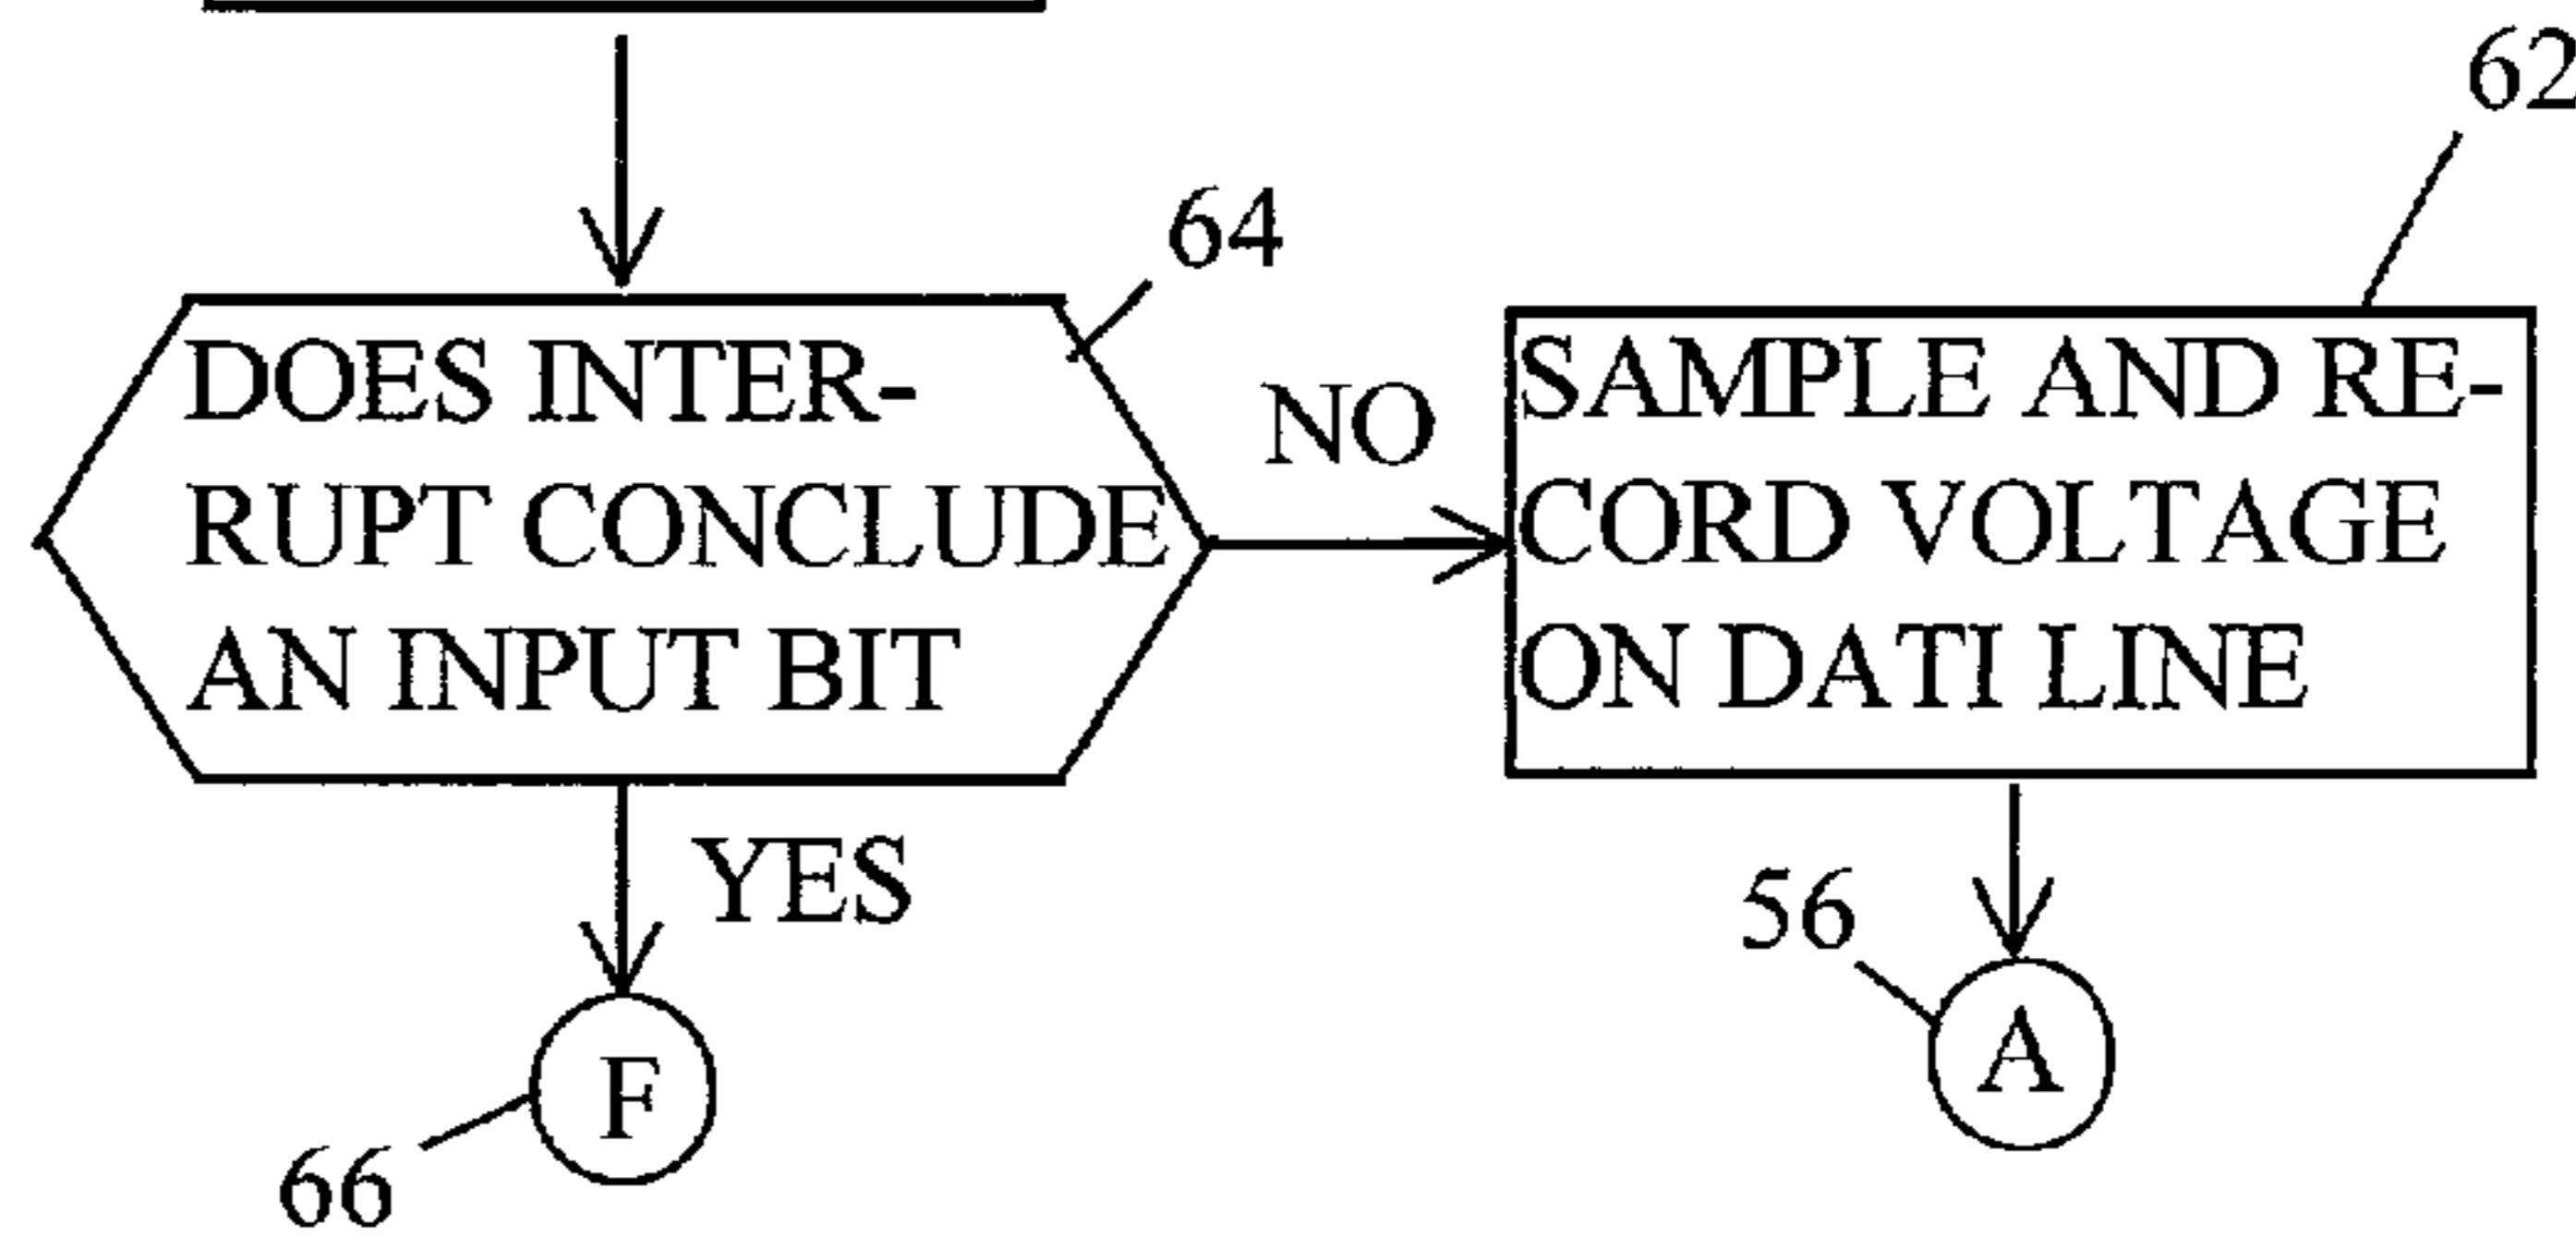 62
64
DOES INTER-
RUPT CONCLUDE
AN INPUT BIT
NO
SAMPLE AND RE-
CORD VOLTAGE
ON DATI LINE
YES
56
A
F
66